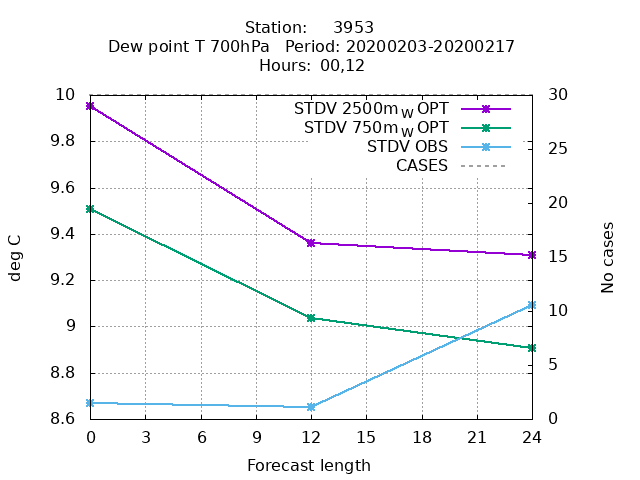 Station: 3953
Dew point T 700hPa Period: 20200203-20200217
Hours: 00,12
10
9.8
9.6
9.4
9.2
9
8.8
8.6
deg C
STDV 2500m_W OPT
STDV 750m_W OPT
STDV OBS
CASES
30
25
20
15
10
5
0
No cases
0 3 6 9 12 15 18 21 24
Forecast length